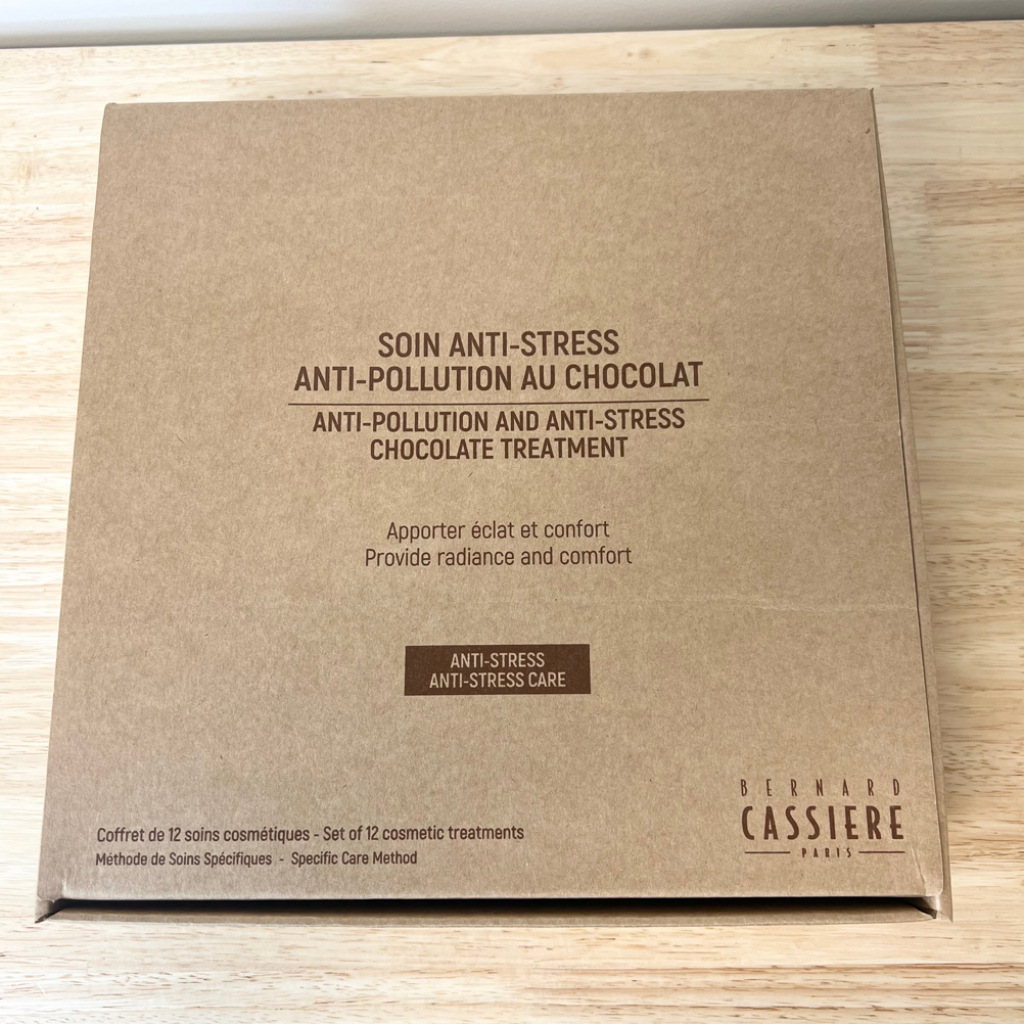 SOIN ANTI-STRESS
ANTI-POLLUTION AU CHOCOLAT
ANTI-POLLUTION AND ANTI-STRESS
CHOCOLATE TREATMENT
Apporter éclat et confort
Provide radiance and comfort
ANTI-STRESS
ANTI-STRESS CARE
Coffret de 12 soins cosmétiques - Set of 12 cosmetic treatments
Méthode de Soins Spécifiques - Specific Care Method
BERNARD
CASSIERE
PARIS